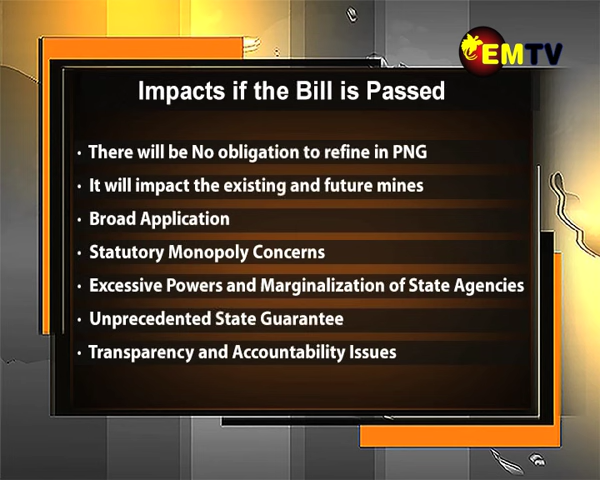 EMTV
Impacts if the Bill is Passed
· There will be No obligation to refine in PNG
· It will impact the existing and future mines
· Broad Application
· Statutory Monopoly Concerns
· Excessive Powers and Marginalization of State Agencies
· Unprecedented State Guarantee
· Transparency and Accountability Issues